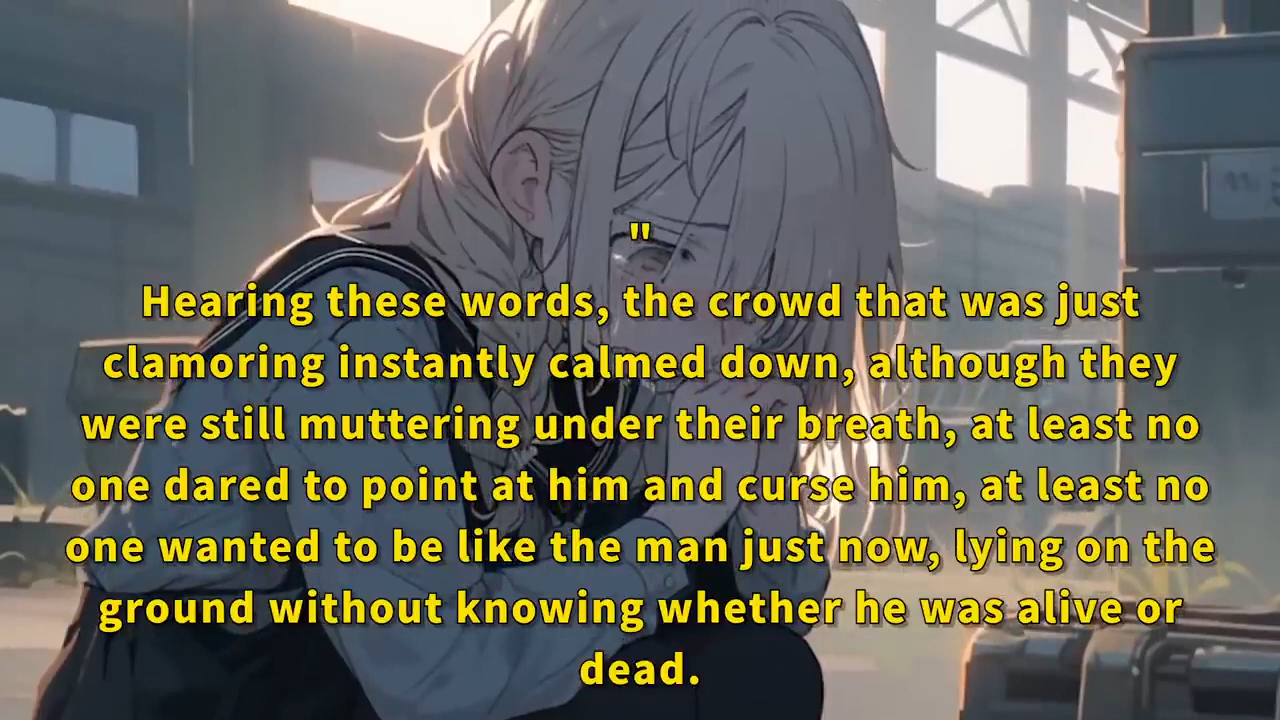 "
Hearing these words, the crowd that was just
clamoring instantly calmed down, although they
were still muttering under their breath, at least no
one dared to point at him and curse him, at least no
one wanted to be like the man just now, lying on the
ground without knowing whether he was alive or
dead.